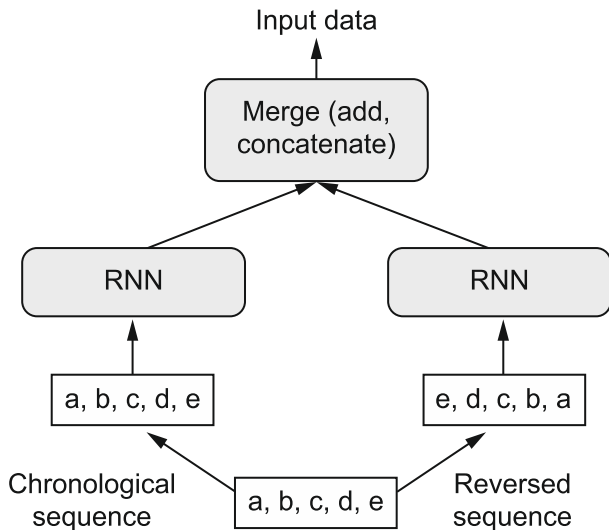 Input data
Merge (add,
concatenate)
RNN
RNN
a, b, c, d, e
e, d, c, b, a
Chronological
sequence
a, b, c, d, e
Reversed
sequence